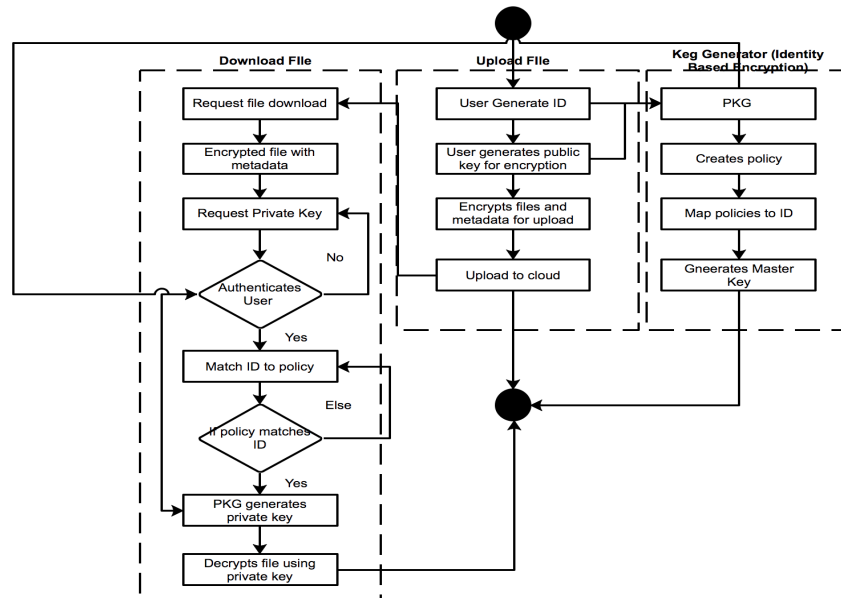 Download FIle
Request file download
Encrypted file with
metadata
Request Private Key
No
Authenticates
User
Yes
Match ID to policy
Else
If policy matches
ID
Yes
PKG generates
private key
Decrypts file using
private key
Upload FIle
User Generate ID
User generates public
key for encryption
Encrypts files and
metadata for upload
Upload to cloud
Keg Generator (Identity
Based Encryption)
PKG
Creates policy
Map policies to ID
Gneerates Master
Key